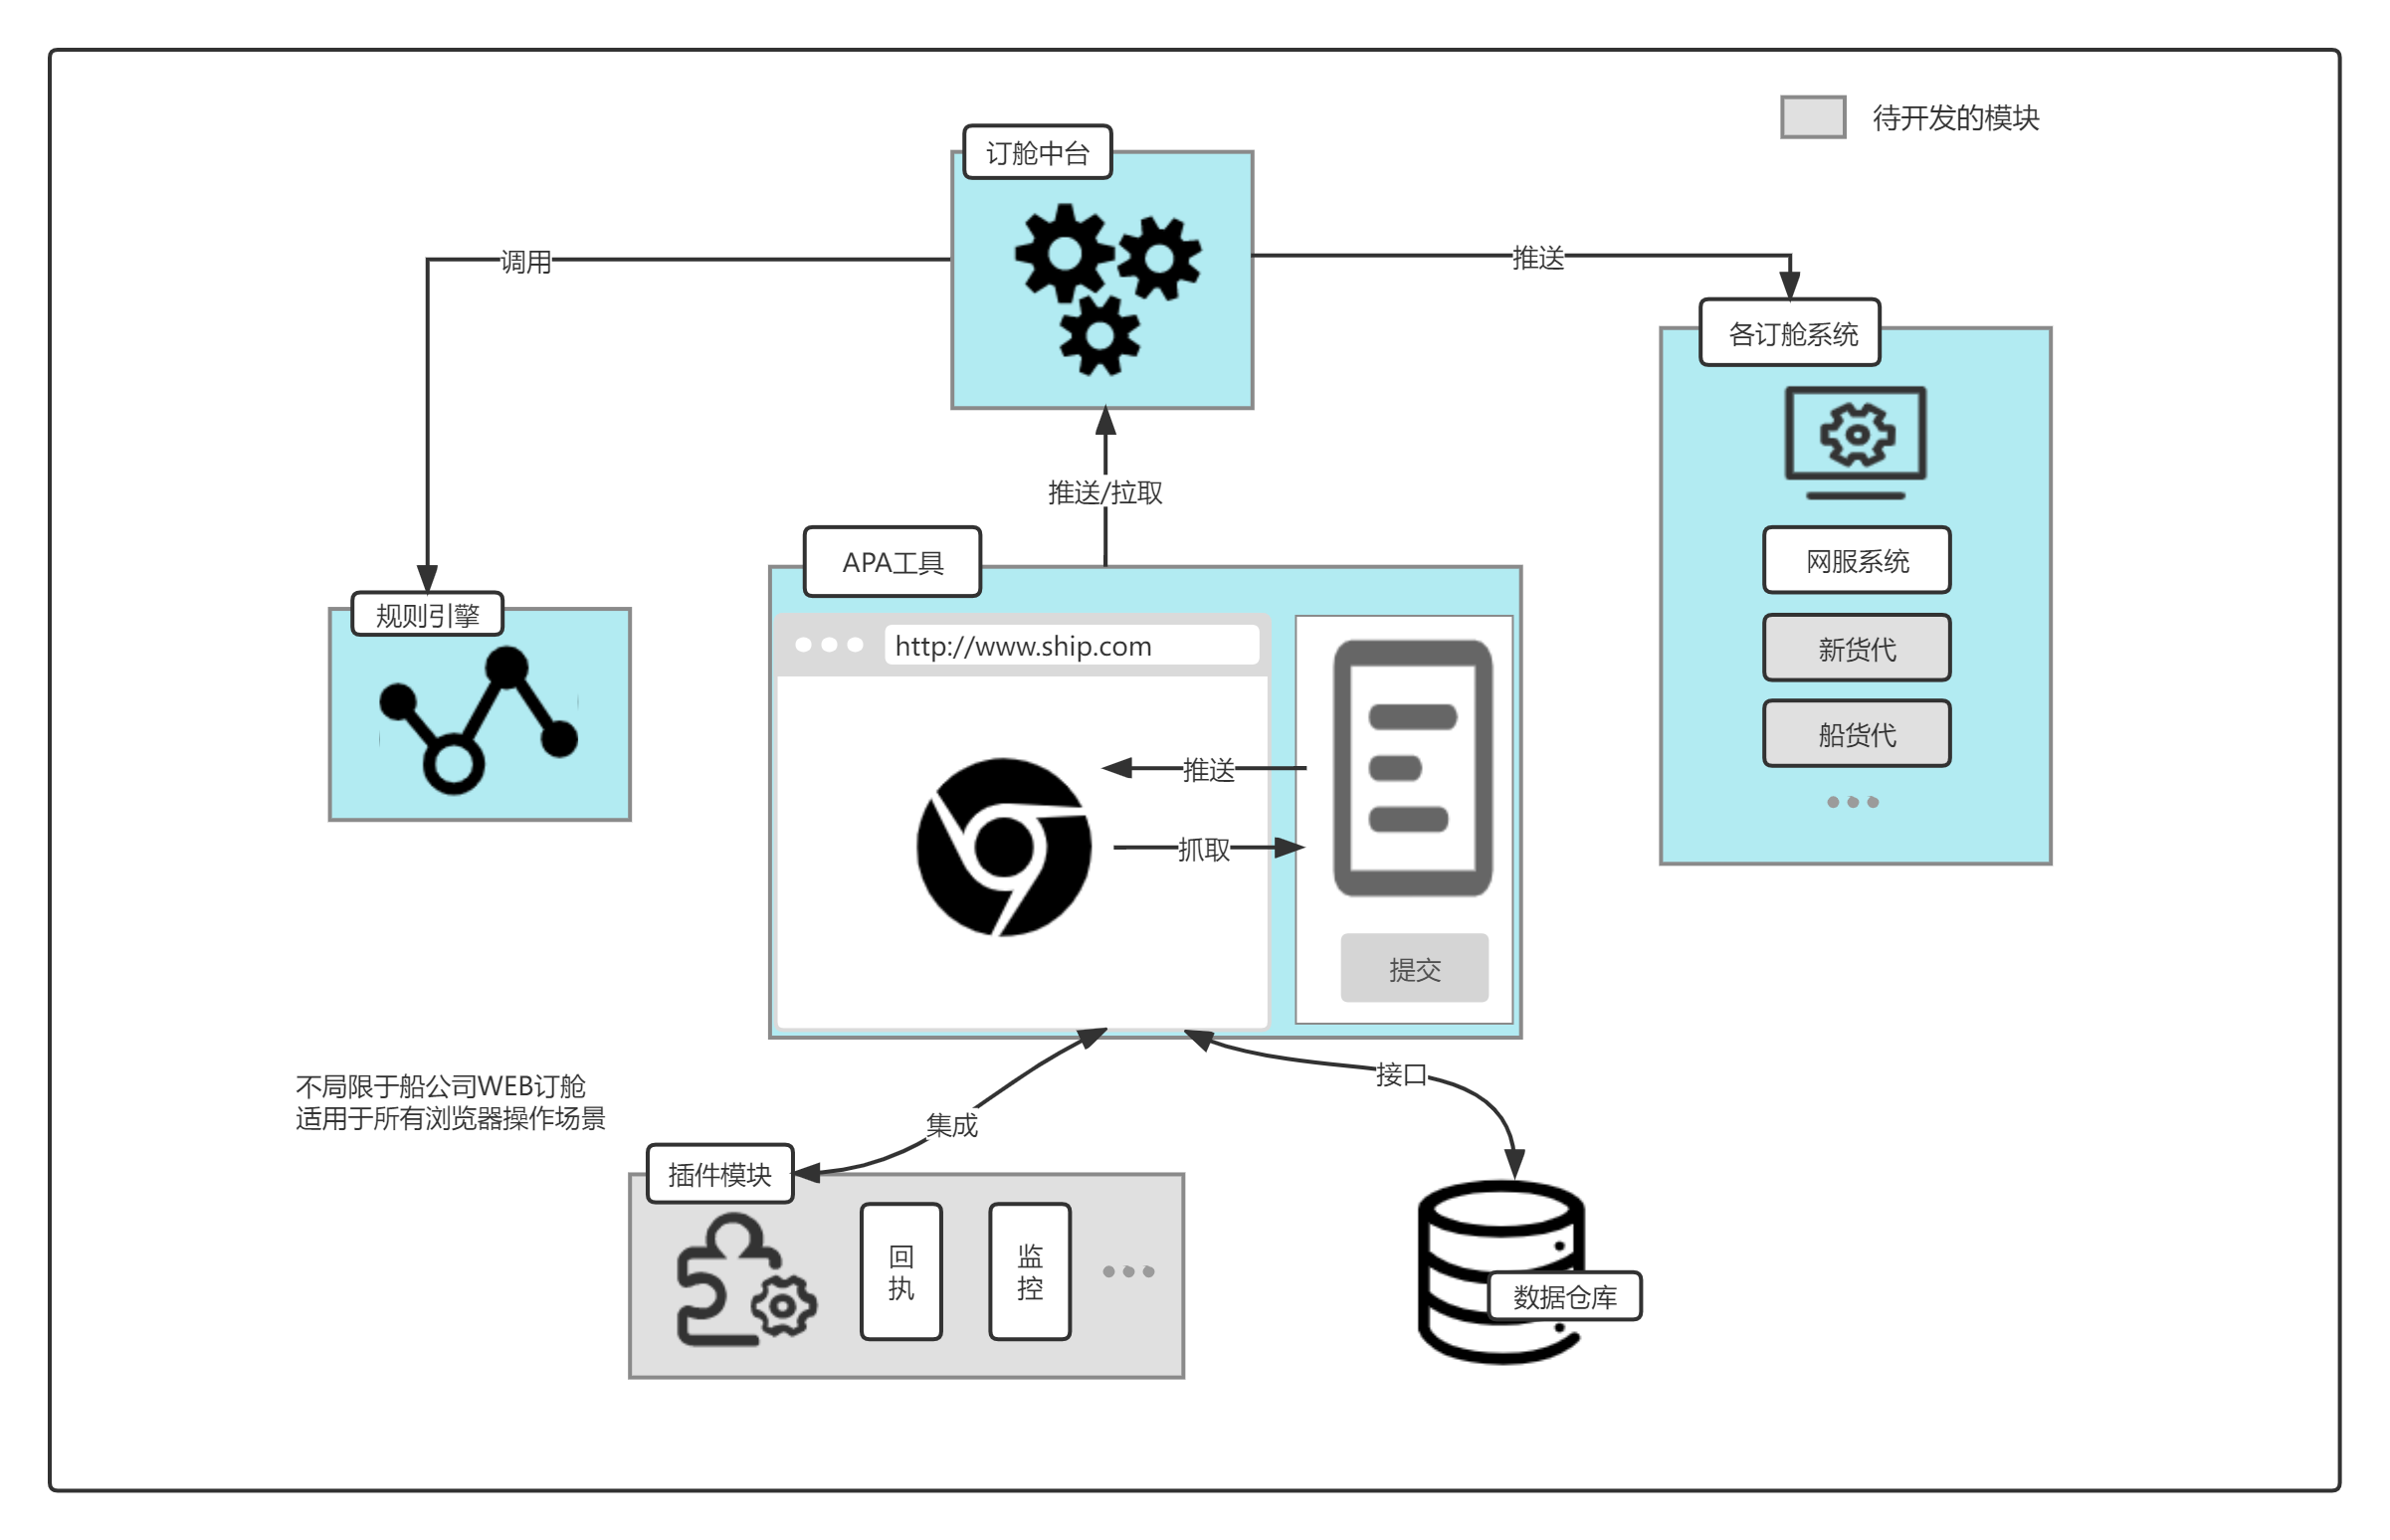 待开发的模块
订舱中台
调用
推送
各订舱系统
推送/拉取
APA工具
网服系统
规则引擎
http://www.ship.com
新货代
船货代
推送
抓取
提交
接口
不局限于船公司WEB订舱
适用于所有浏览器操作场景
集成
插件模块
回
执
监
控
数据仓库